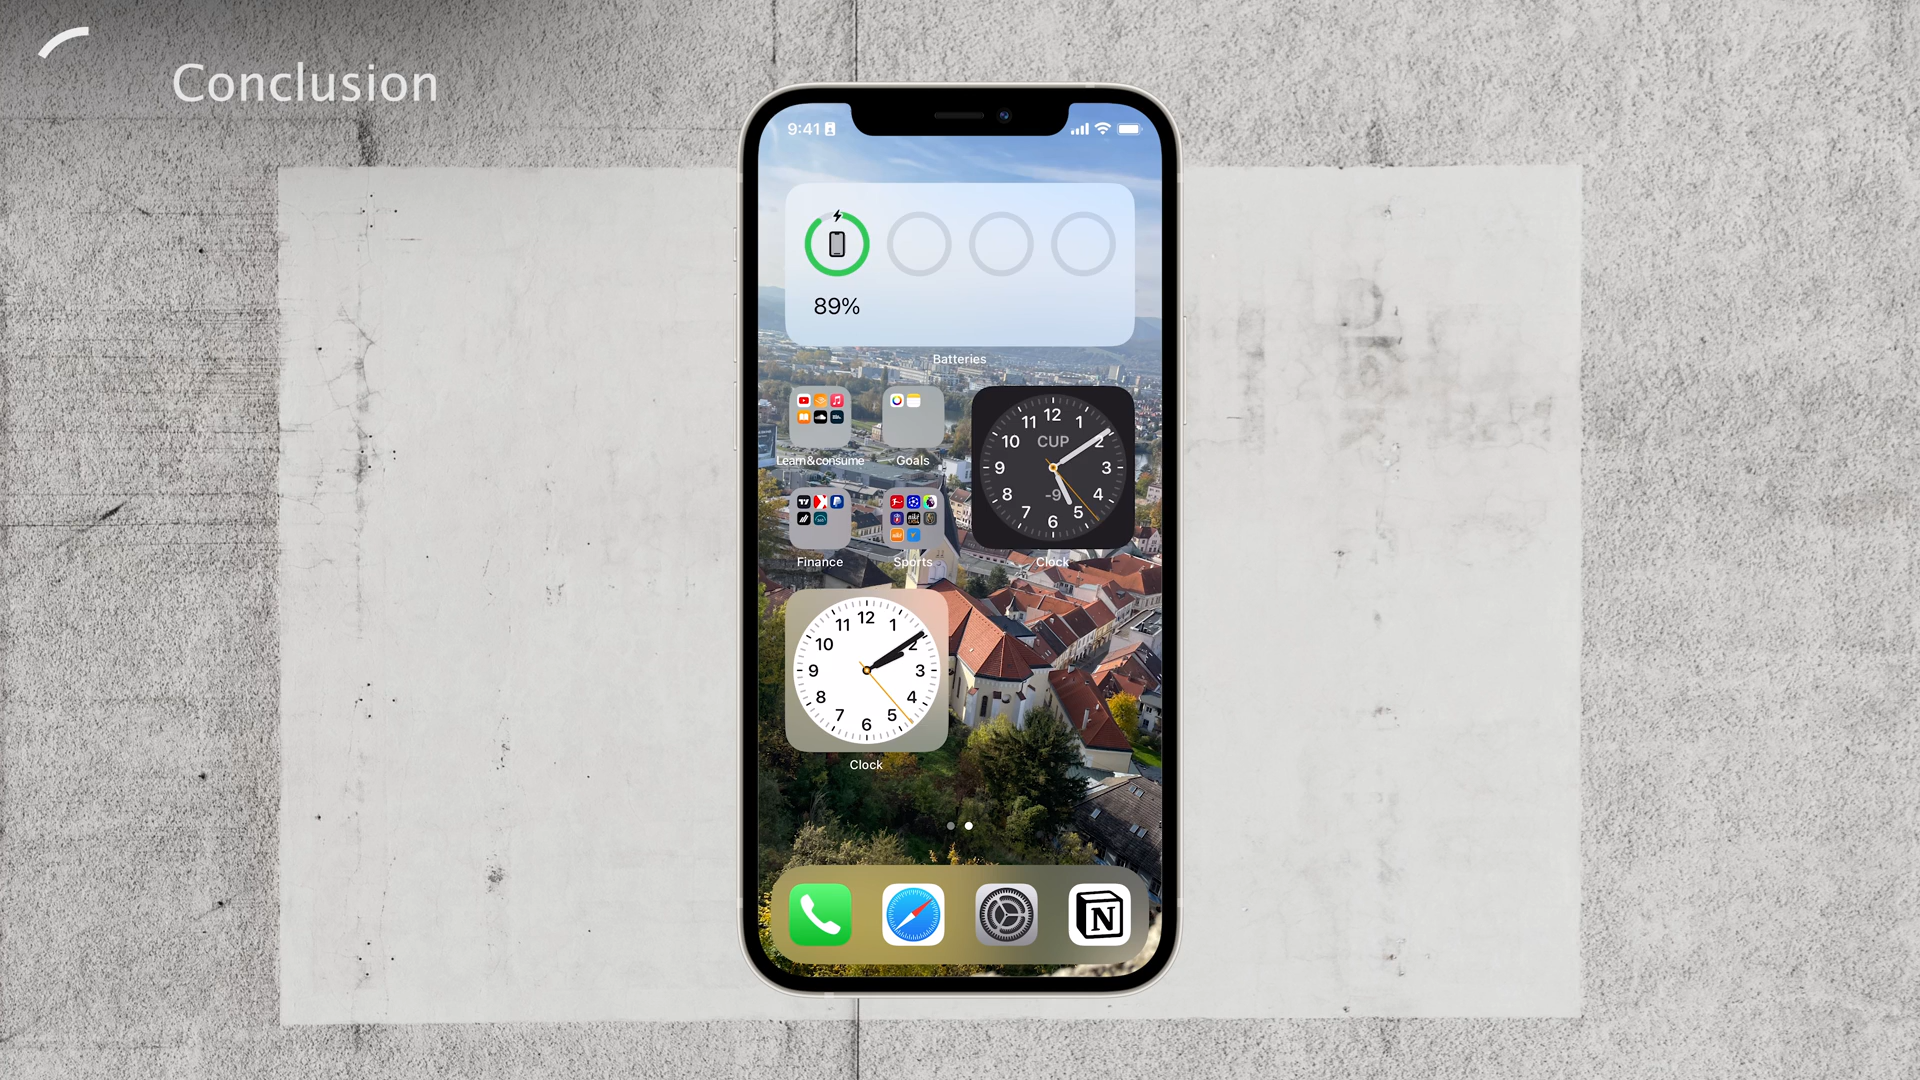 Conclusion
9:41
89%
Batteries
Learn&consume
Goals
12
11 1
10 CUP 2
9 3
8 -9 4
7 5
6
Clock
Finance
Sports
12
11 1
10 2
9 3
8 4
7 5
6
Clock
N